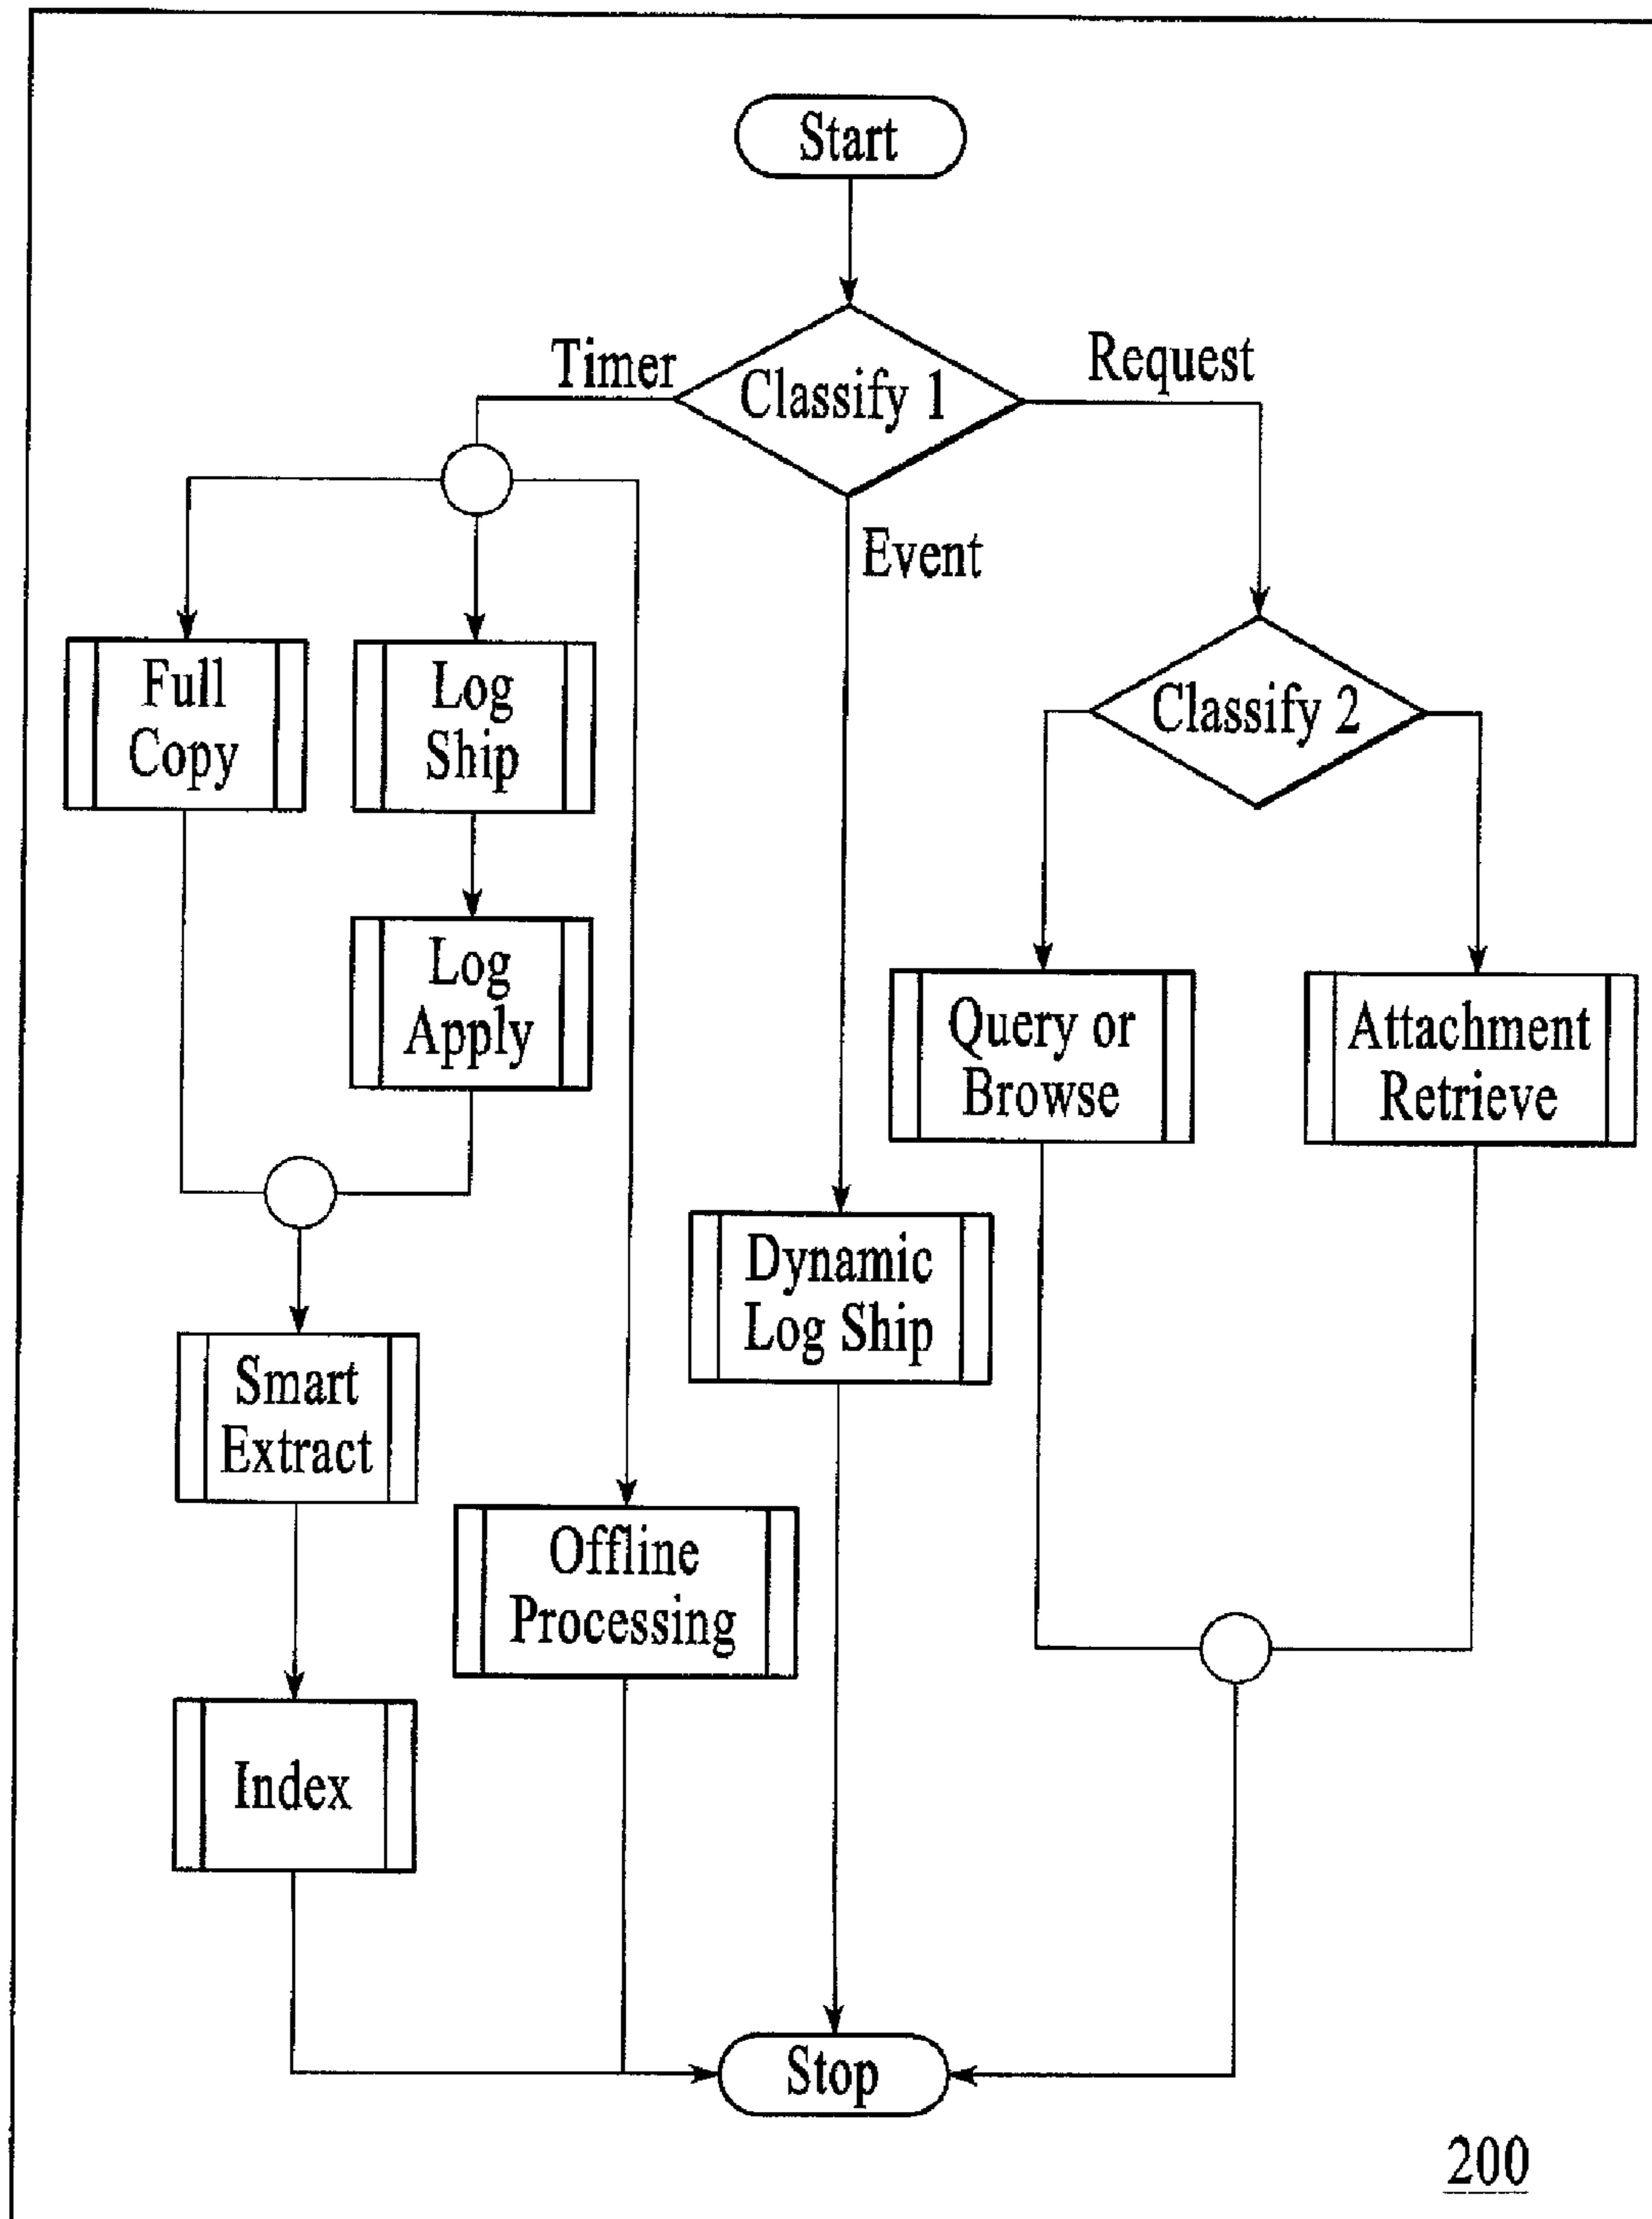 Start
Timer
Classify 1
Request
Event
Full
Copy
Log
Ship
Classify 2
Log
Apply
Query or
Browse
Attachment
Retrieve
Dynamic
Log Ship
Smart
Extract
Offline
Processing
Index
Stop
200